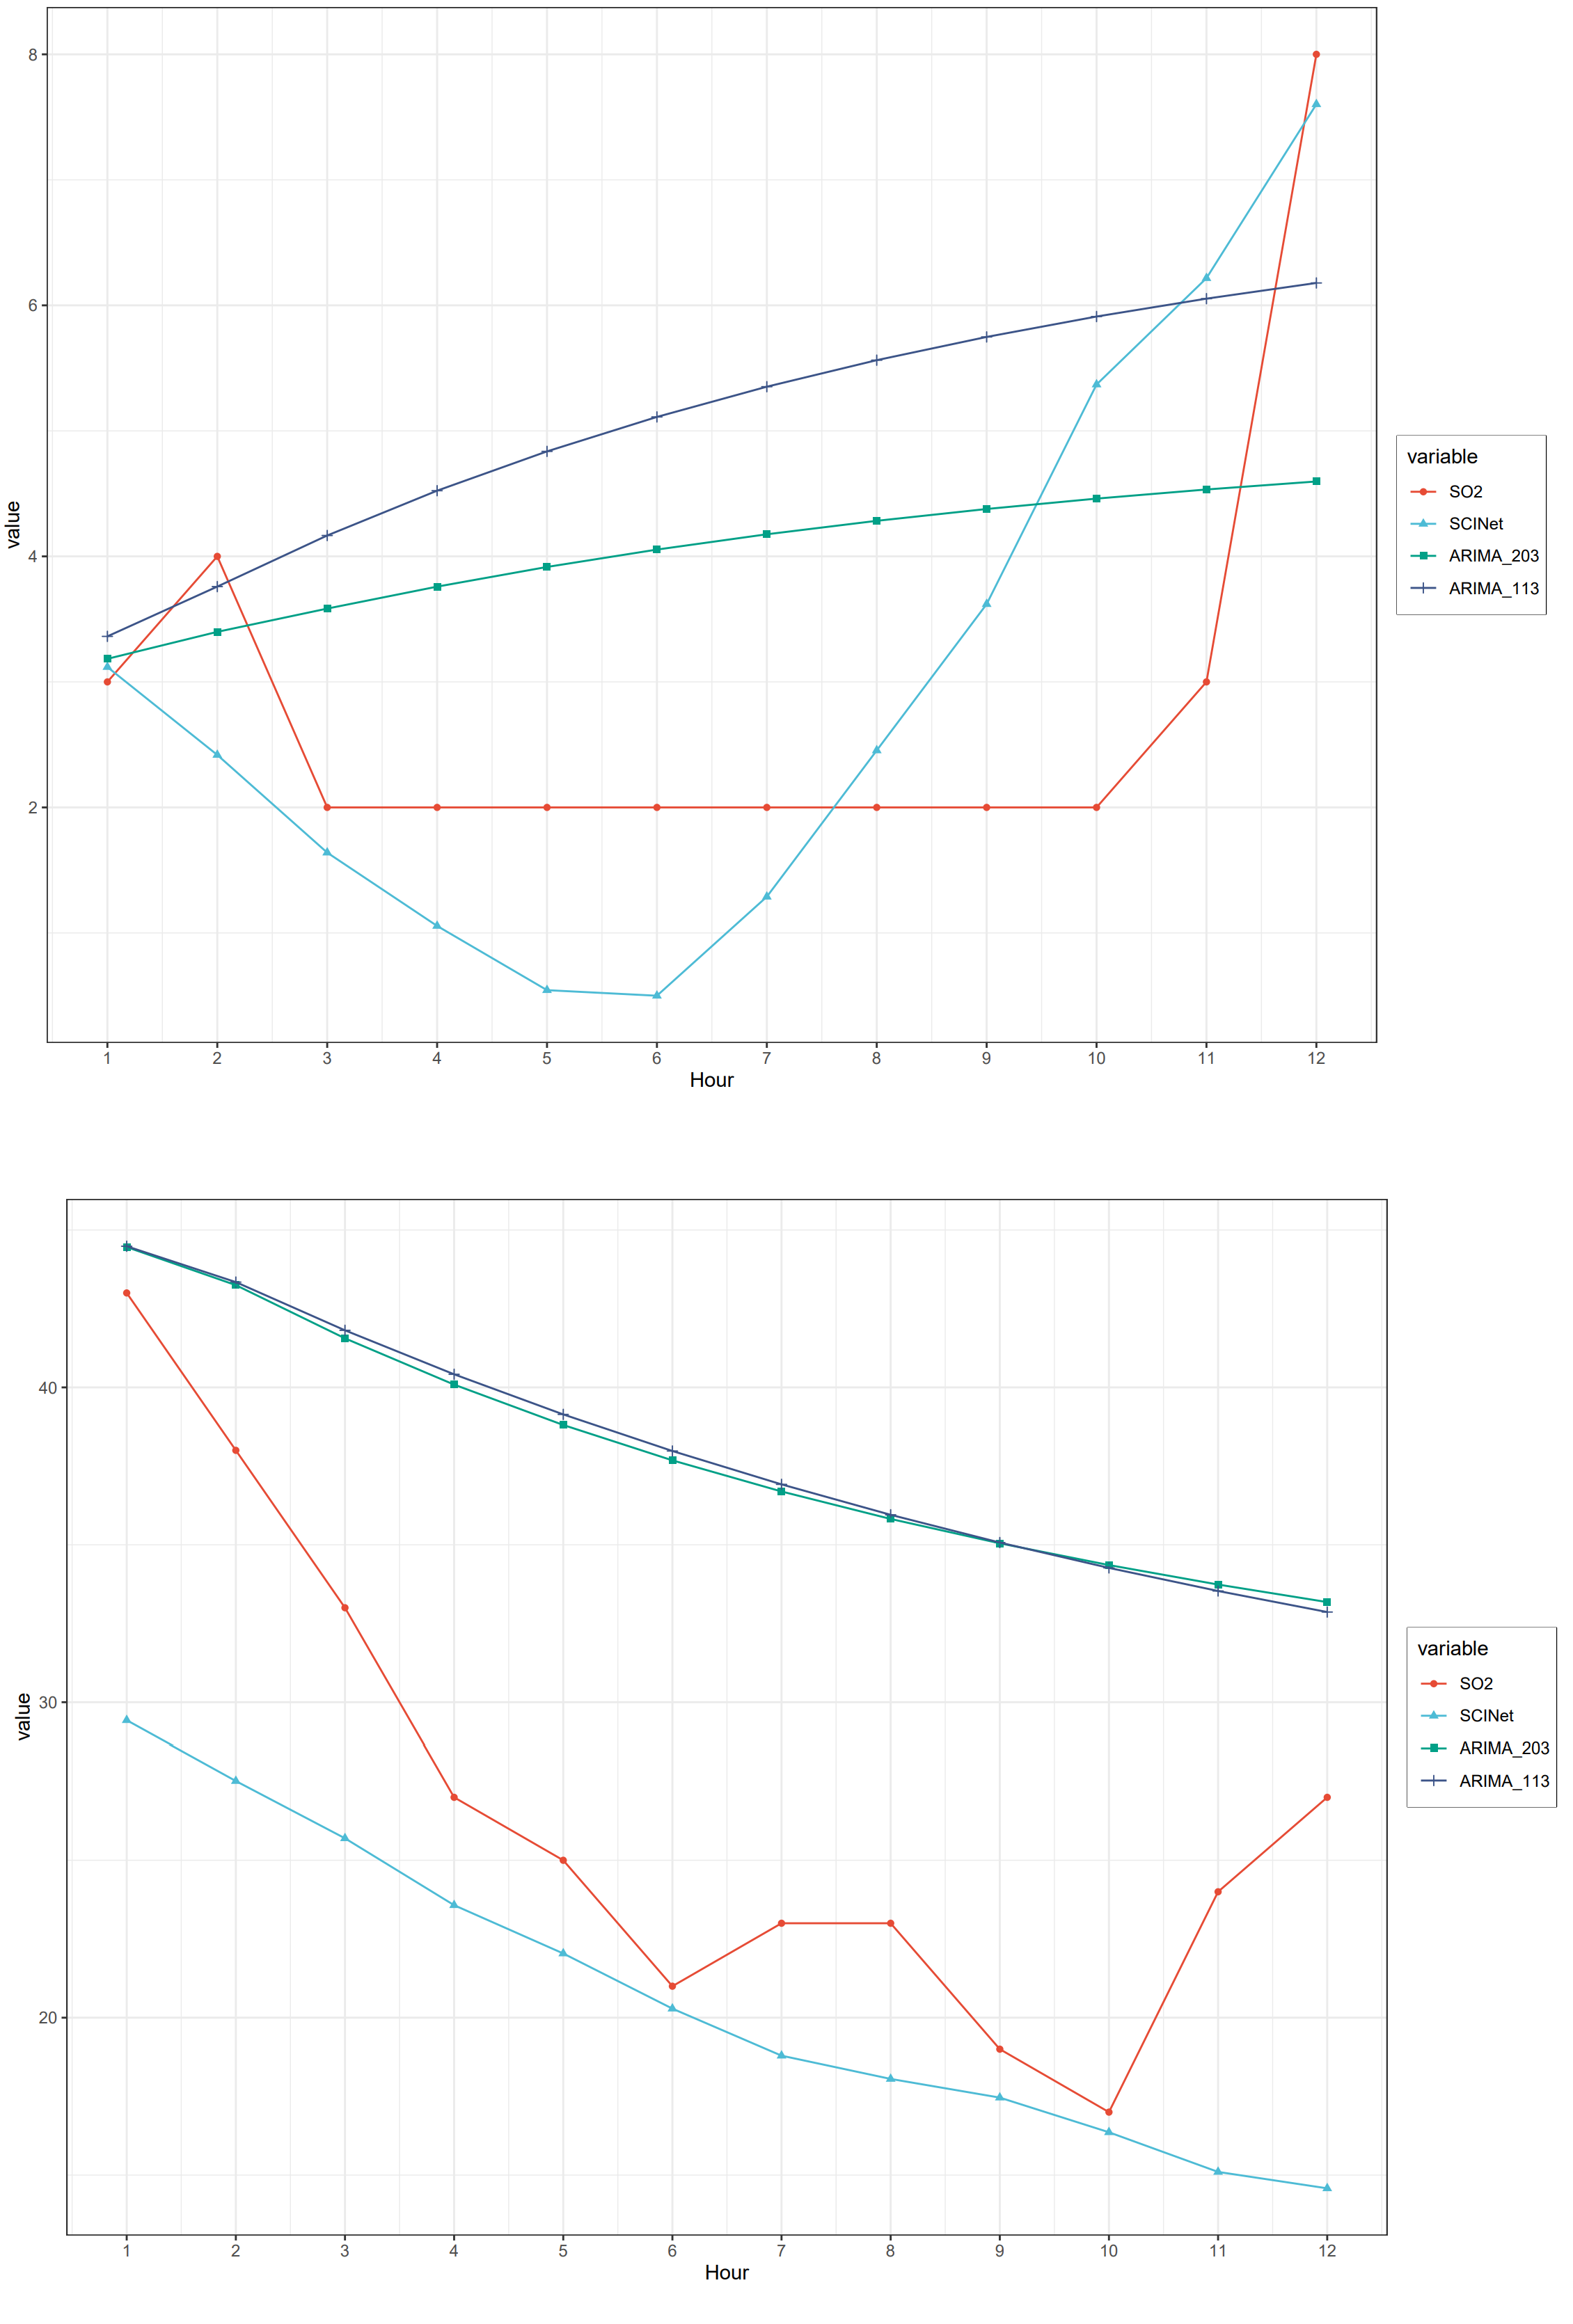 8
6
4
2
value
1 2 3 4 5 6 7 8 9 10 11 12
Hour
variable
SO2
SCINet
ARIMA_203
ARIMA_113
40
30
20
value
1 2 3 4 5 6 7 8 9 10 11 12
Hour
variable
SO2
SCINet
ARIMA_203
ARIMA_113